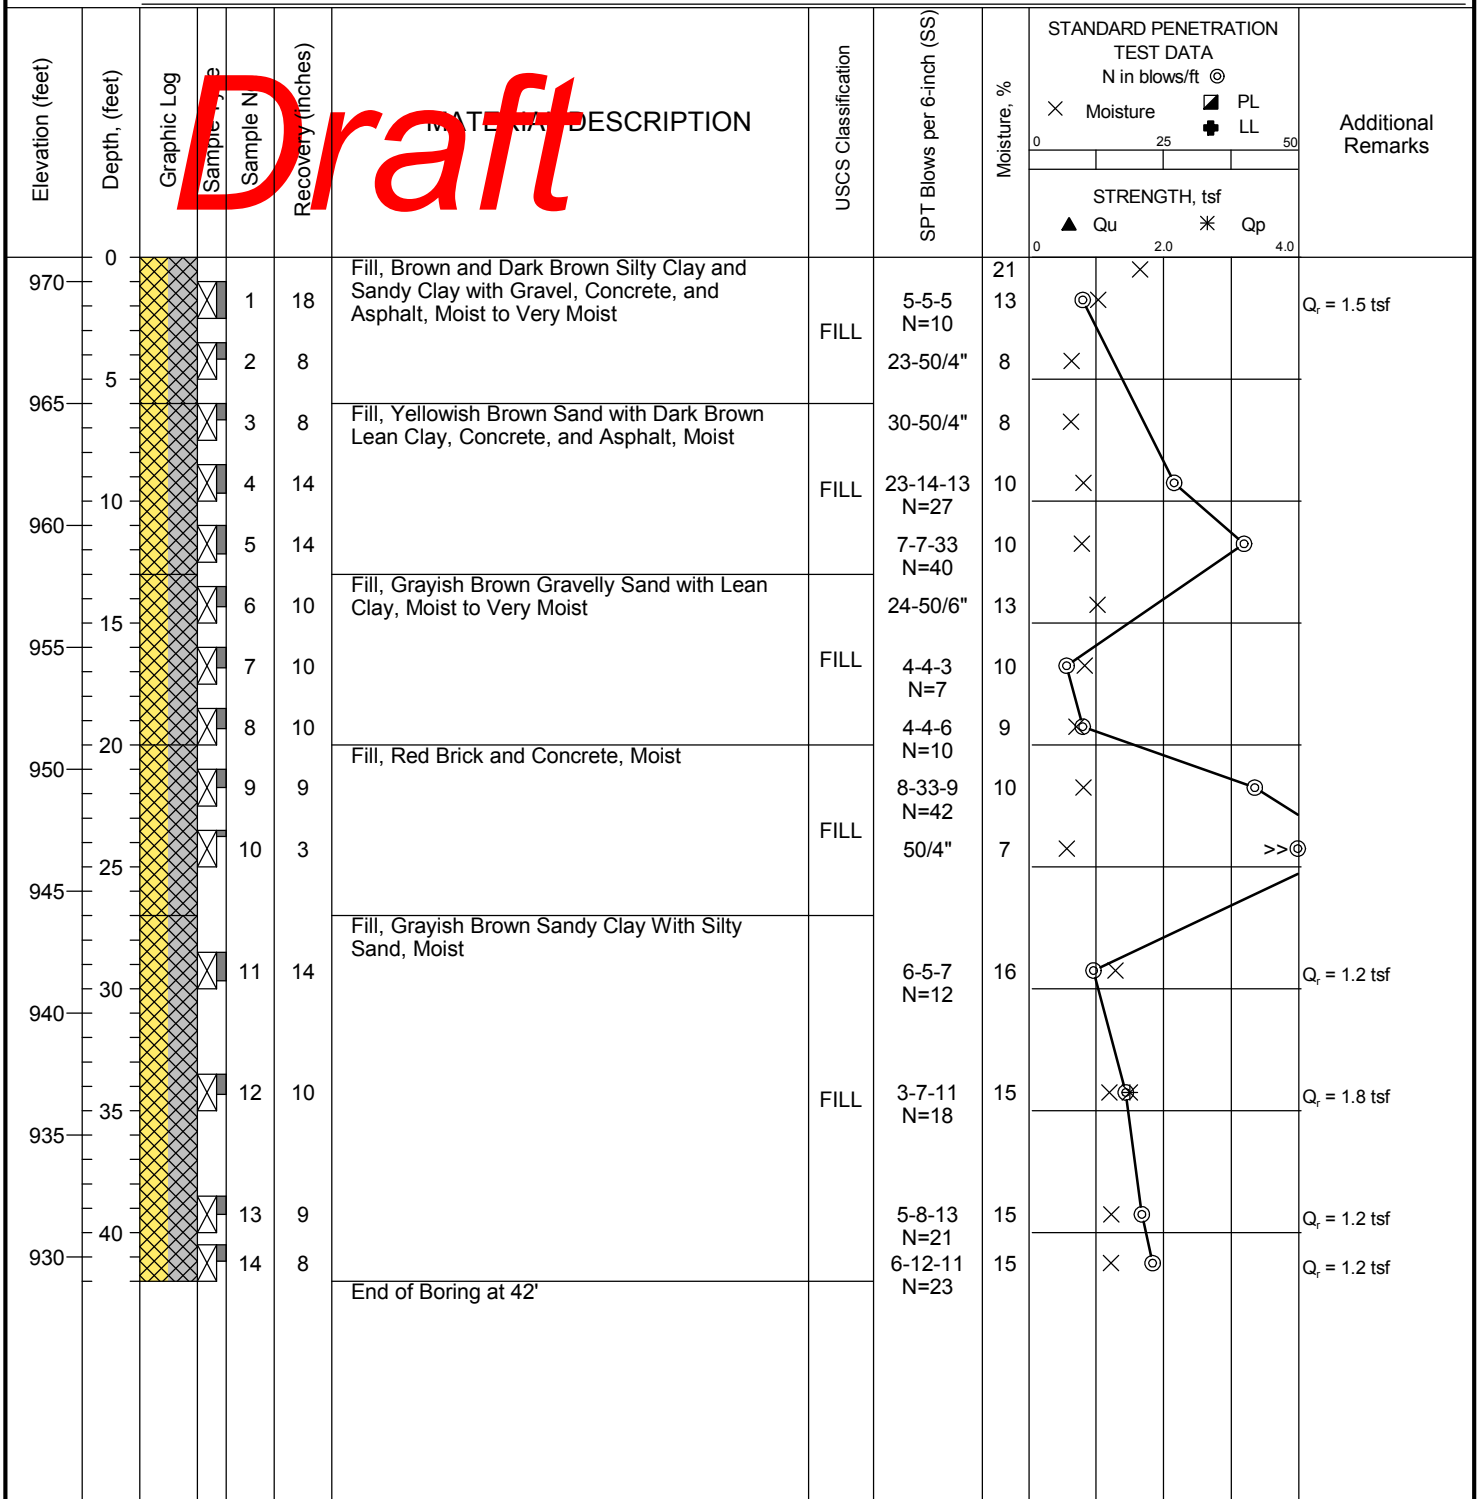 Draft
Elevation (feet)
Depth, (feet)
Graphic Log
Sample
Sample
Recovery (inches)
MATERIAL DESCRIPTION
USCS Classification
SPT Blows per 6-inch (SS)
Moisture, %
STANDARD PENETRATION
TEST DATA
N in blows/ft
Moisture
PL
LL
0 25 50
STRENGTH, tsf
Qu Qp
0 2.0 4.0
Additional
Remarks
0
Fill, Brown and Dark Brown Silty Clay and
Sandy Clay with Gravel, Concrete, and
Asphalt, Moist to Very Moist
FILL
21
970
1 18 5-5-5 13 Qr = 1.5 tsf
N=10
2 8 23-50/4" 8
5
965
Fill, Yellowish Brown Sand with Dark Brown
Lean Clay, Concrete, and Asphalt, Moist
FILL
3 8 30-50/4" 8
4 14 23-14-13 10
N=27
10
960
5 14 7-7-33 10
N=40
Fill, Grayish Brown Gravelly Sand with Lean
Clay, Moist to Very Moist
FILL
6 10 24-50/6" 13
15
955
7 10 4-4-3 10
N=7
8 10 4-4-6 9
N=10
20
Fill, Red Brick and Concrete, Moist
FILL
950
9 9 8-33-9 10
N=42
10 3 50/4" 7 >>
25
945
Fill, Grayish Brown Sandy Clay With Silty
Sand, Moist
FILL
11 14 6-5-7 16 Qr = 1.2 tsf
N=12
30
940
12 10 3-7-11 15 Qr = 1.8 tsf
N=18
35
935
13 9 5-8-13 15 Qr = 1.2 tsf
N=21
40
930
14 8 6-12-11 15 Qr = 1.2 tsf
N=23
End of Boring at 42'